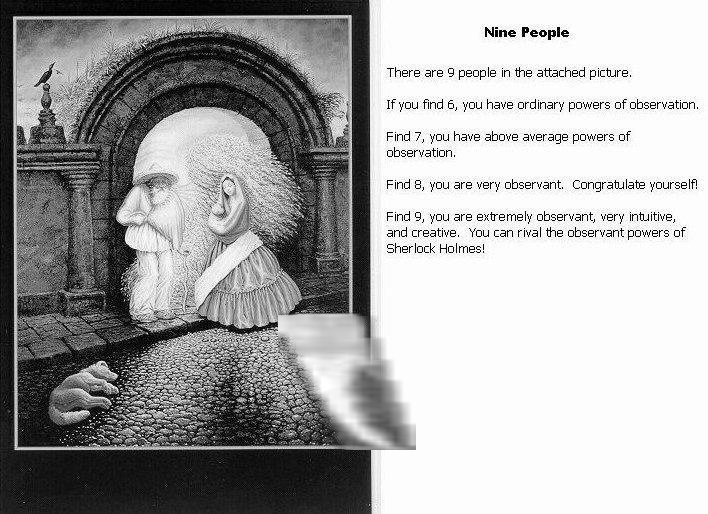 Nine People
There are 9 people in the attached picture.
If you find 6, you have ordinary powers of observation.
Find 7, you have above average powers of
observation.
Find 8, you are very observant.  Congratulate yourself!
Find 9, you are extremely observant, very intuitive,
and creative.  You can rival the observant powers of
Sherlock Holmes!